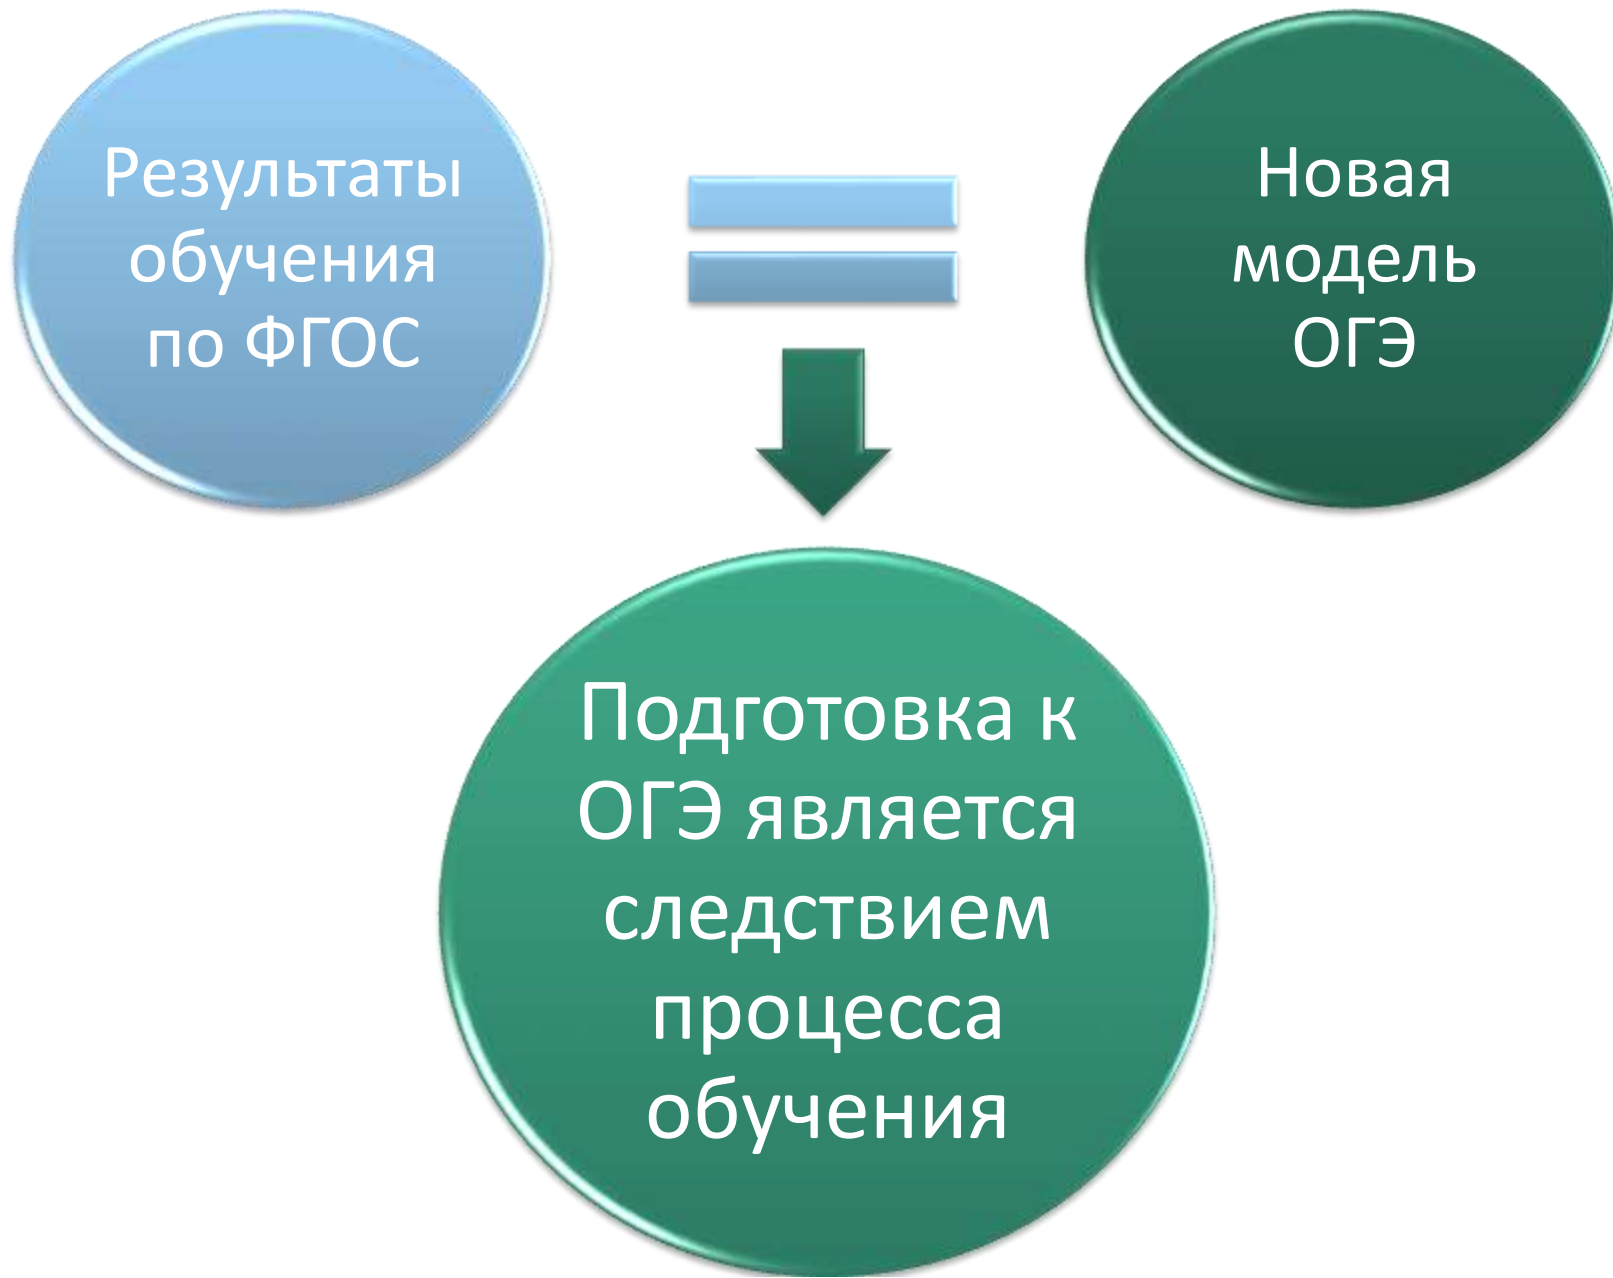 Результаты
обучения
по ФГОС
Новая
модель
ОГЭ
Подготовка к
ОГЭ является
следствием
процесса
обучения